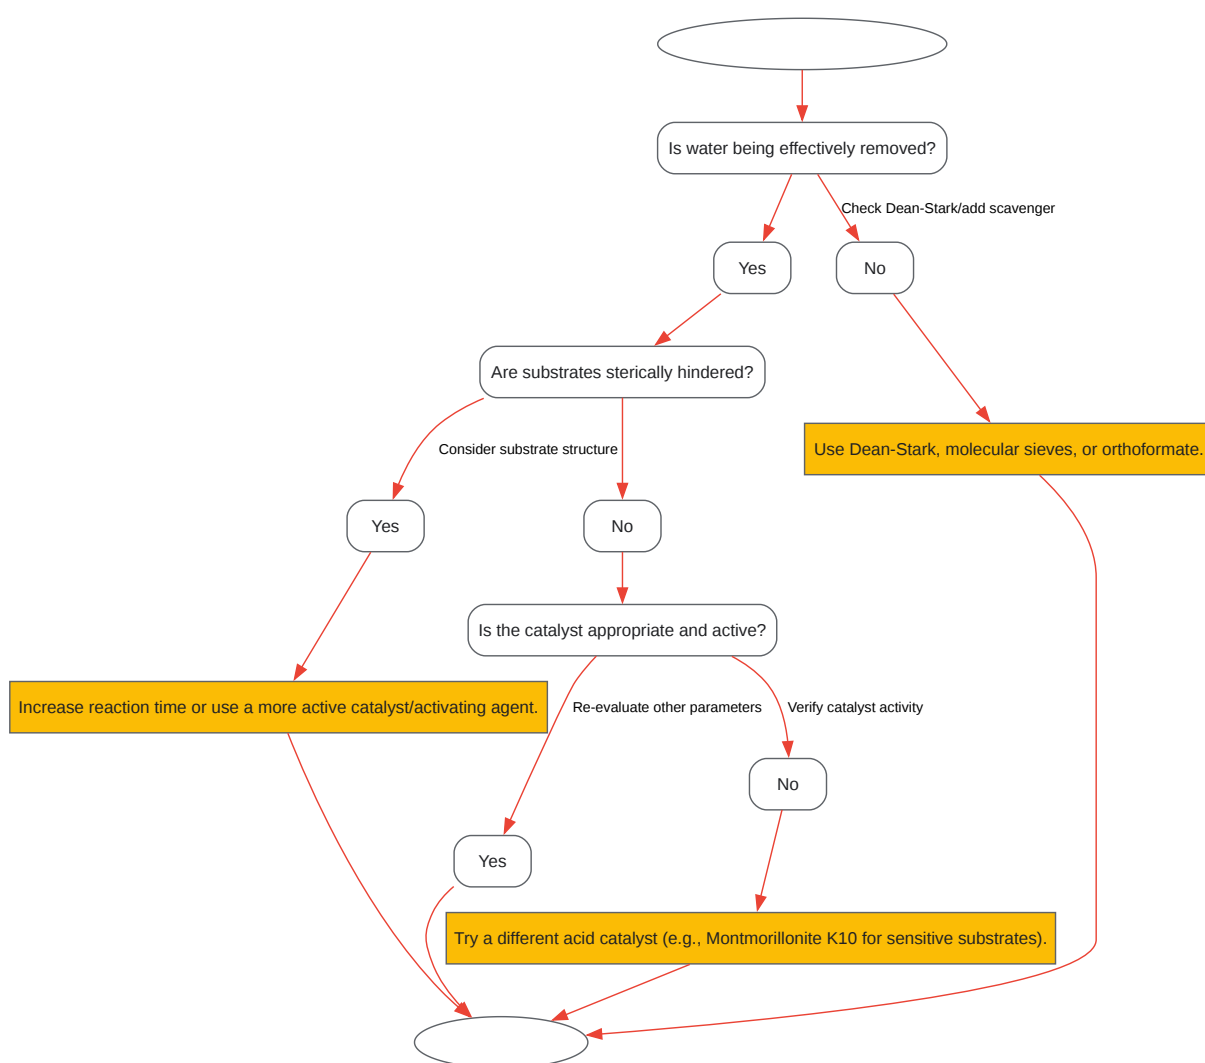 Is water being effectively removed?
Check Dean-Stark/add scavenger
Yes
No
Are substrates sterically hindered?
Consider substrate structure
Use Dean-Stark, molecular sieves, or orthoformate.
Yes
No
Is the catalyst appropriate and active?
Increase reaction time or use a more active catalyst/activating agent.
Re-evaluate other parameters
Verify catalyst activity
No
Yes
Try a different acid catalyst (e.g., Montmorillonite K10 for sensitive substrates).